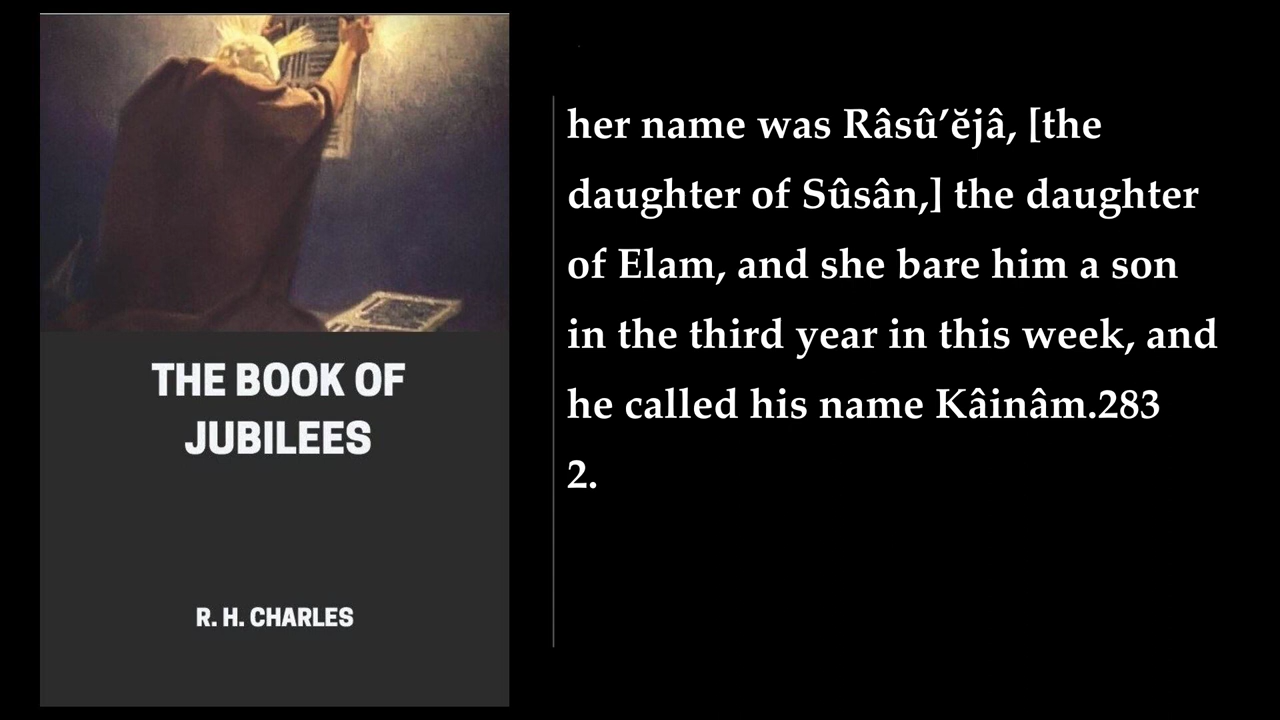 THE BOOK OF
JUBILEES
R. H. CHARLES
her name was Râsû’ĕjâ, [the
daughter of Sûsân,] the daughter
of Elam, and she bare him a son
in the third year in this week, and
he called his name Kâinâm.283
2.